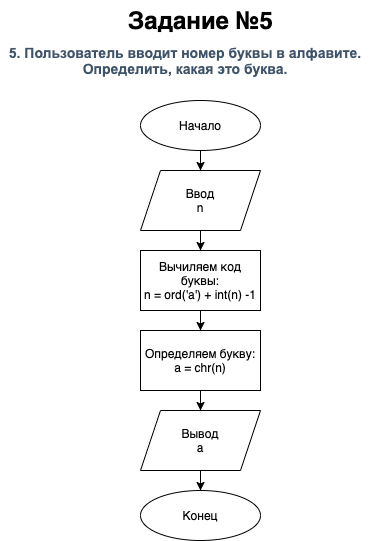 Задание №5
5. Пользователь вводит номер буквы в алфавите.
Определить, какая это буква.
Начало
Ввод
n
Вычиляем код
буквы:
n = ord('a') + int(n) -1
Определяем букву:
a = chr(n)
Вывод
a
Конец